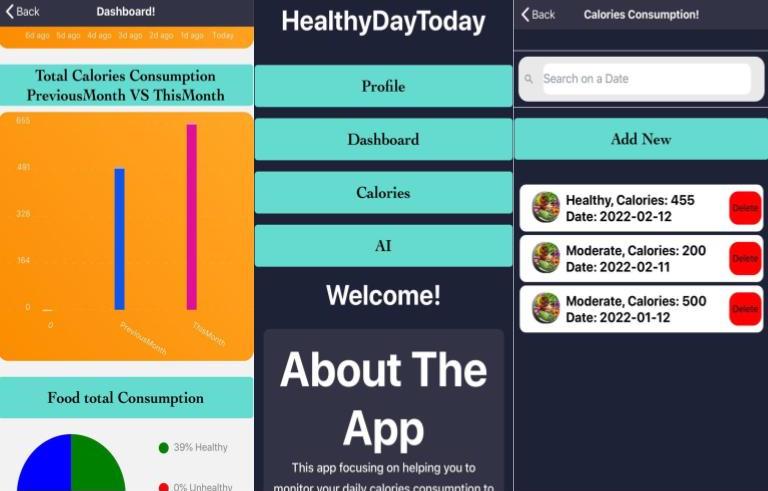 Back
Dashboard!
6d ago 5d ago 4d ago 3d ago 2d ago 1d ago Today
Total Calories Consumption
PreviousMonth VS ThisMonth
655
491
328
164
0
0 PreviousMonth ThisMonth
Food total Consumption
39% Healthy
0% Unhealthy
HealthyDayToday
Profile
Dashboard
Calories
AI
Welcome!
About The
App
This app focusing on helping you to
monitor your daily calories consumption to
Back
Calories Consumption!
Search on a Date
Add New
Healthy, Calories: 455
Date: 2022-02-12
Delete
Moderate, Calories: 200
Date: 2022-02-11
Delete
Moderate, Calories: 500
Date: 2022-01-12
Delete